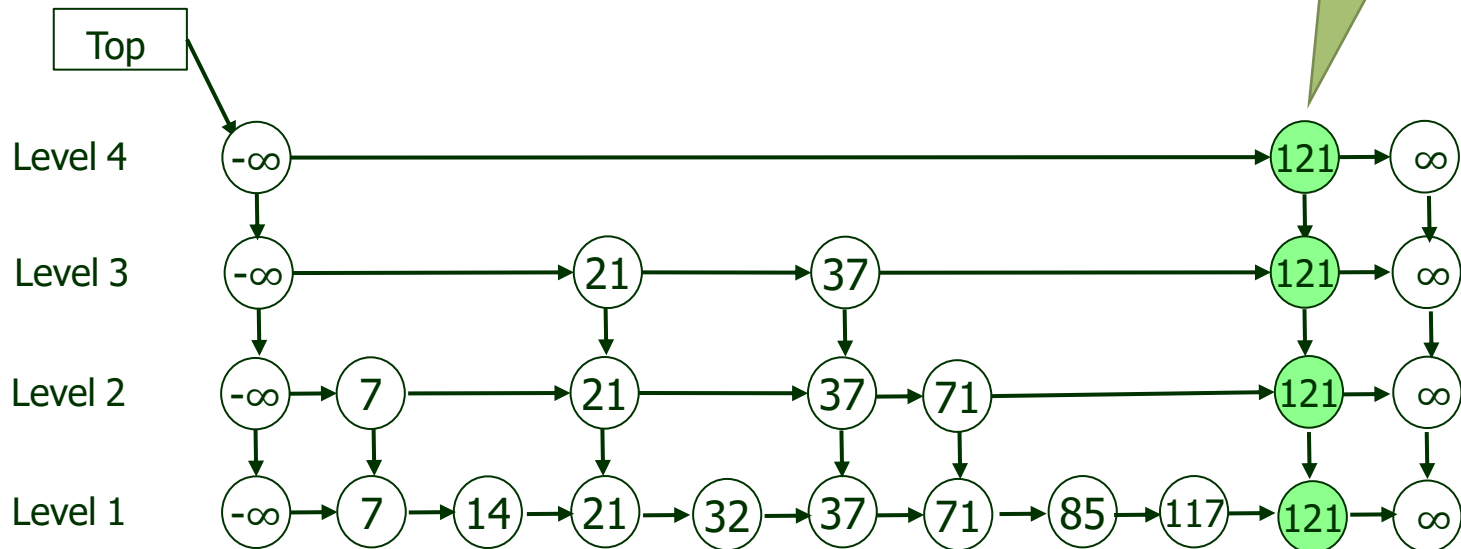 Top
Level 4 -∞ 121 ∞
Level 3 -∞ 21 37 121 ∞
Level 2 -∞ 7 21 37 71 121 ∞
Level 1 -∞ 7 14 21 32 37 71 85 117 121 ∞